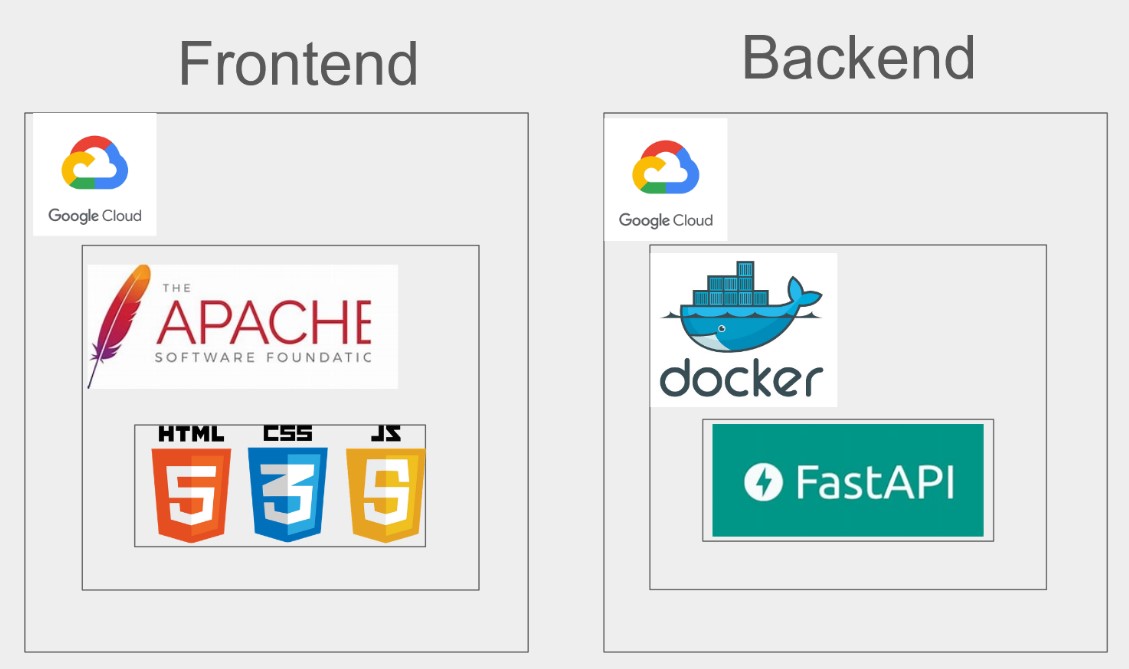 Frontend
Google Cloud
THE
APACHE
SOFTWARE FOUNDATIC
HTML CSS JS
5 3 5
Backend
Google Cloud
docker
FastAPI